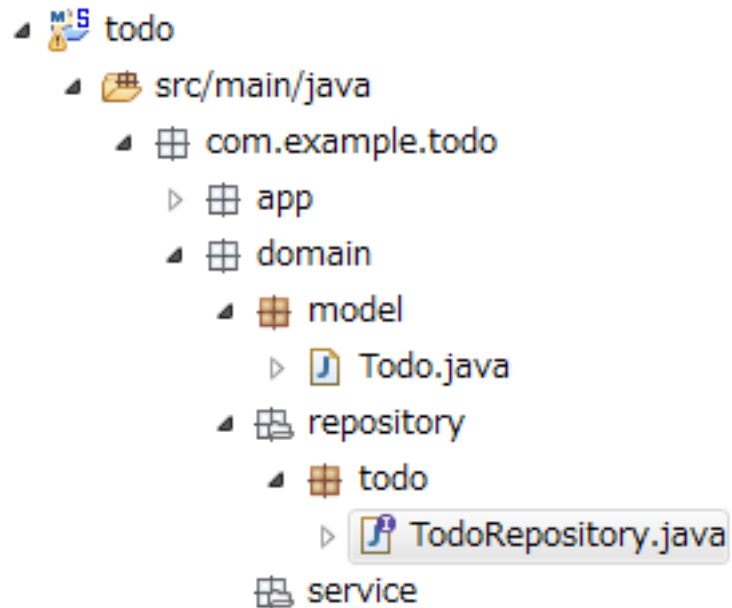 todo
src/main/java
com.example.todo
app
domain
model
Todo.java
repository
todo
TodoRepository.java
service